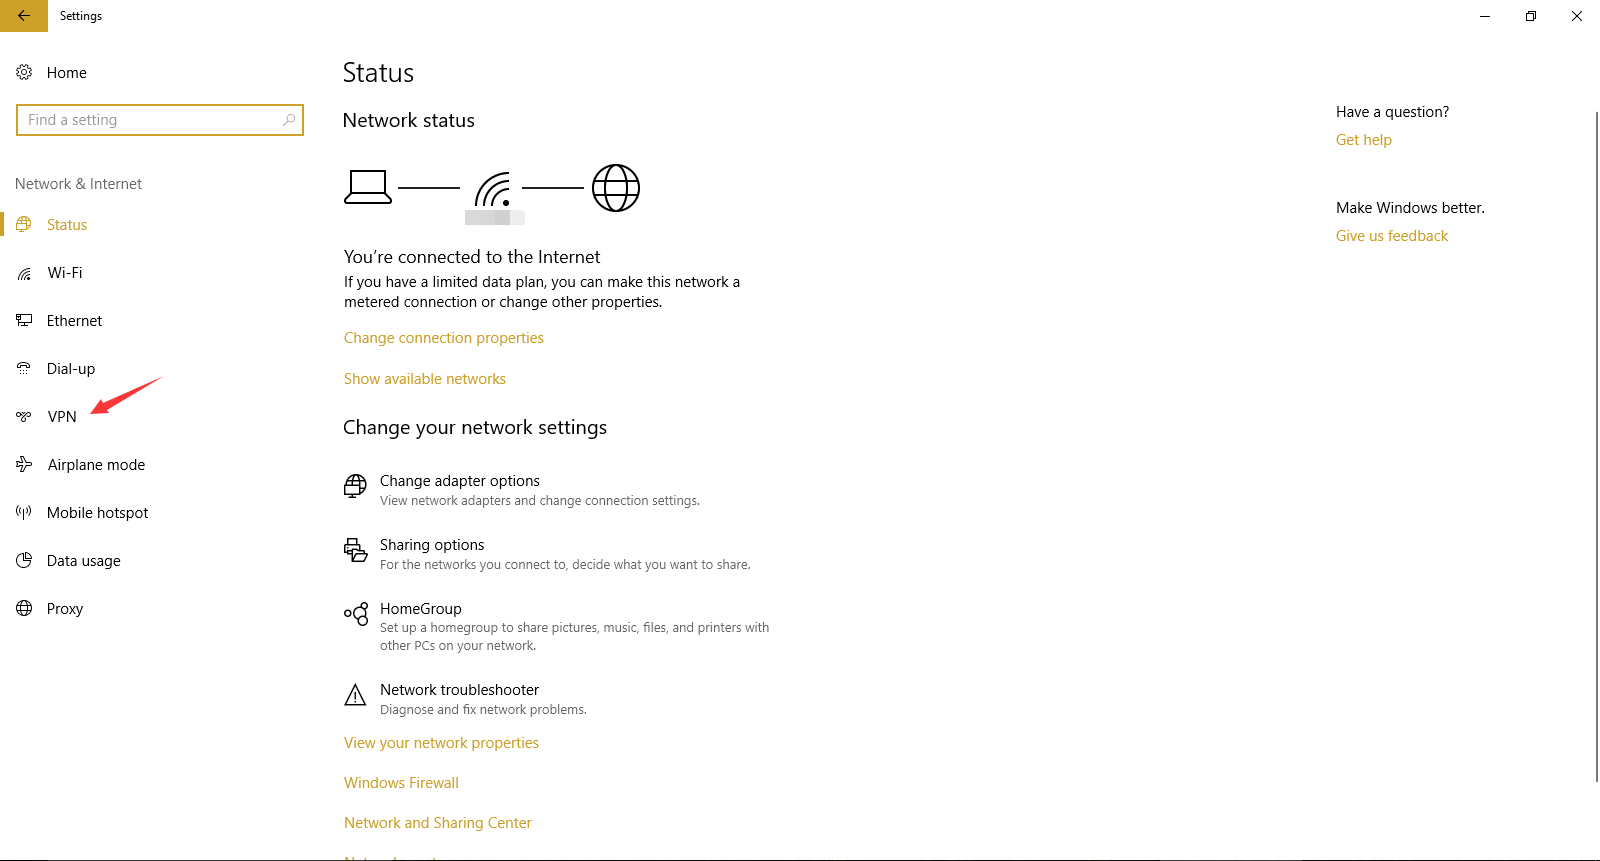 Settings
Home
Find a setting
Network & Internet
Status
Wi-Fi
Ethernet
Dial-up
VPN
Airplane mode
Mobile hotspot
Data usage
Proxy
Status
Network status
You're connected to the Internet
If you have a limited data plan, you can make this network a
metered connection or change other properties.
Change connection properties
Show available networks
Change your network settings
Change adapter options
View network adapters and change connection settings.
Sharing options
For the networks you connect to, decide what you want to share.
HomeGroup
Set up a homegroup to share pictures, music, files, and printers with
other PCs on your network.
Network troubleshooter
Diagnose and fix network problems.
View your network properties
Windows Firewall
Network and Sharing Center
Have a question?
Get help
Make Windows better.
Give us feedback